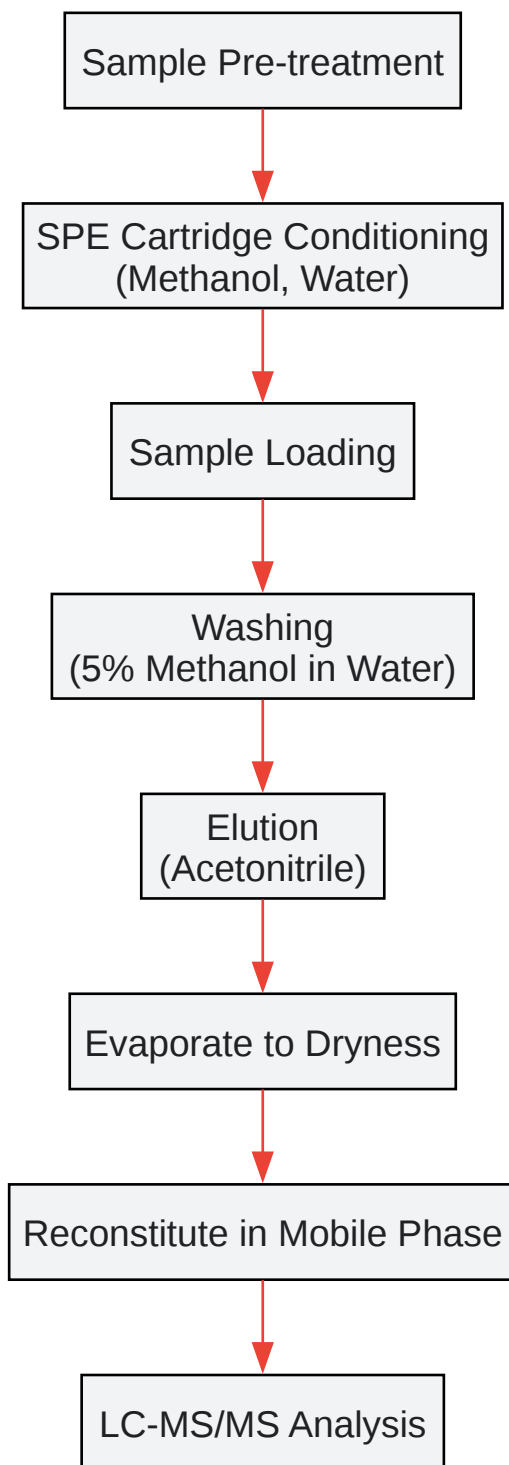 Sample Pre-treatment
SPE Cartridge Conditioning
(Methanol, Water)
Sample Loading
Washing
(5% Methanol in Water)
Elution
(Acetonitrile)
Evaporate to Dryness
Reconstitute in Mobile Phase
LC-MS/MS Analysis